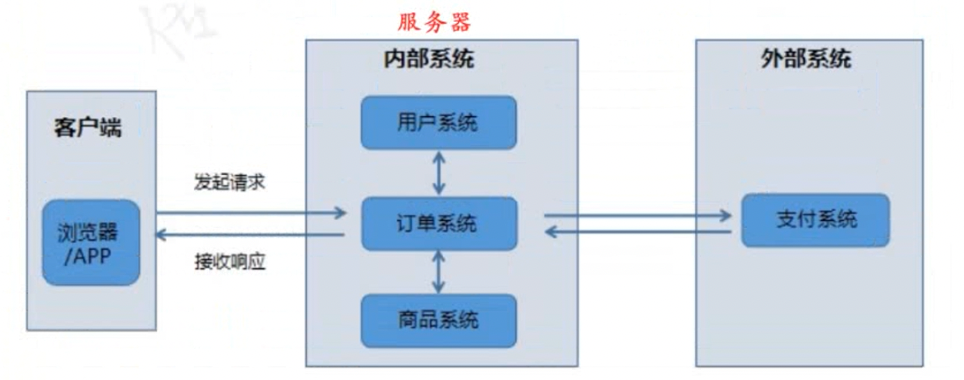 服务器
内部系统
外部系统
客户端
用户系统
发起请求
浏览器
/APP
订单系统
支付系统
接收响应
商品系统